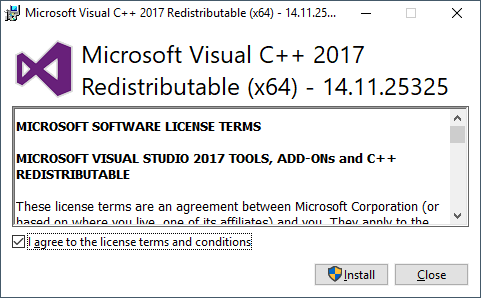 Microsoft Visual C++ 2017 Redistributable (x64) - 14.11.25...
Microsoft Visual C++ 2017
Redistributable (x64) - 14.11.25325
MICROSOFT SOFTWARE LICENSE TERMS
MICROSOFT VISUAL STUDIO 2017 TOOLS, ADD-ONs and C++
REDISTRIBUTABLE
These license terms are an agreement between Microsoft Corporation (or
based on where you live, one of its affiliates) and you. They apply to the
I agree to the license terms and conditions
Install
Close